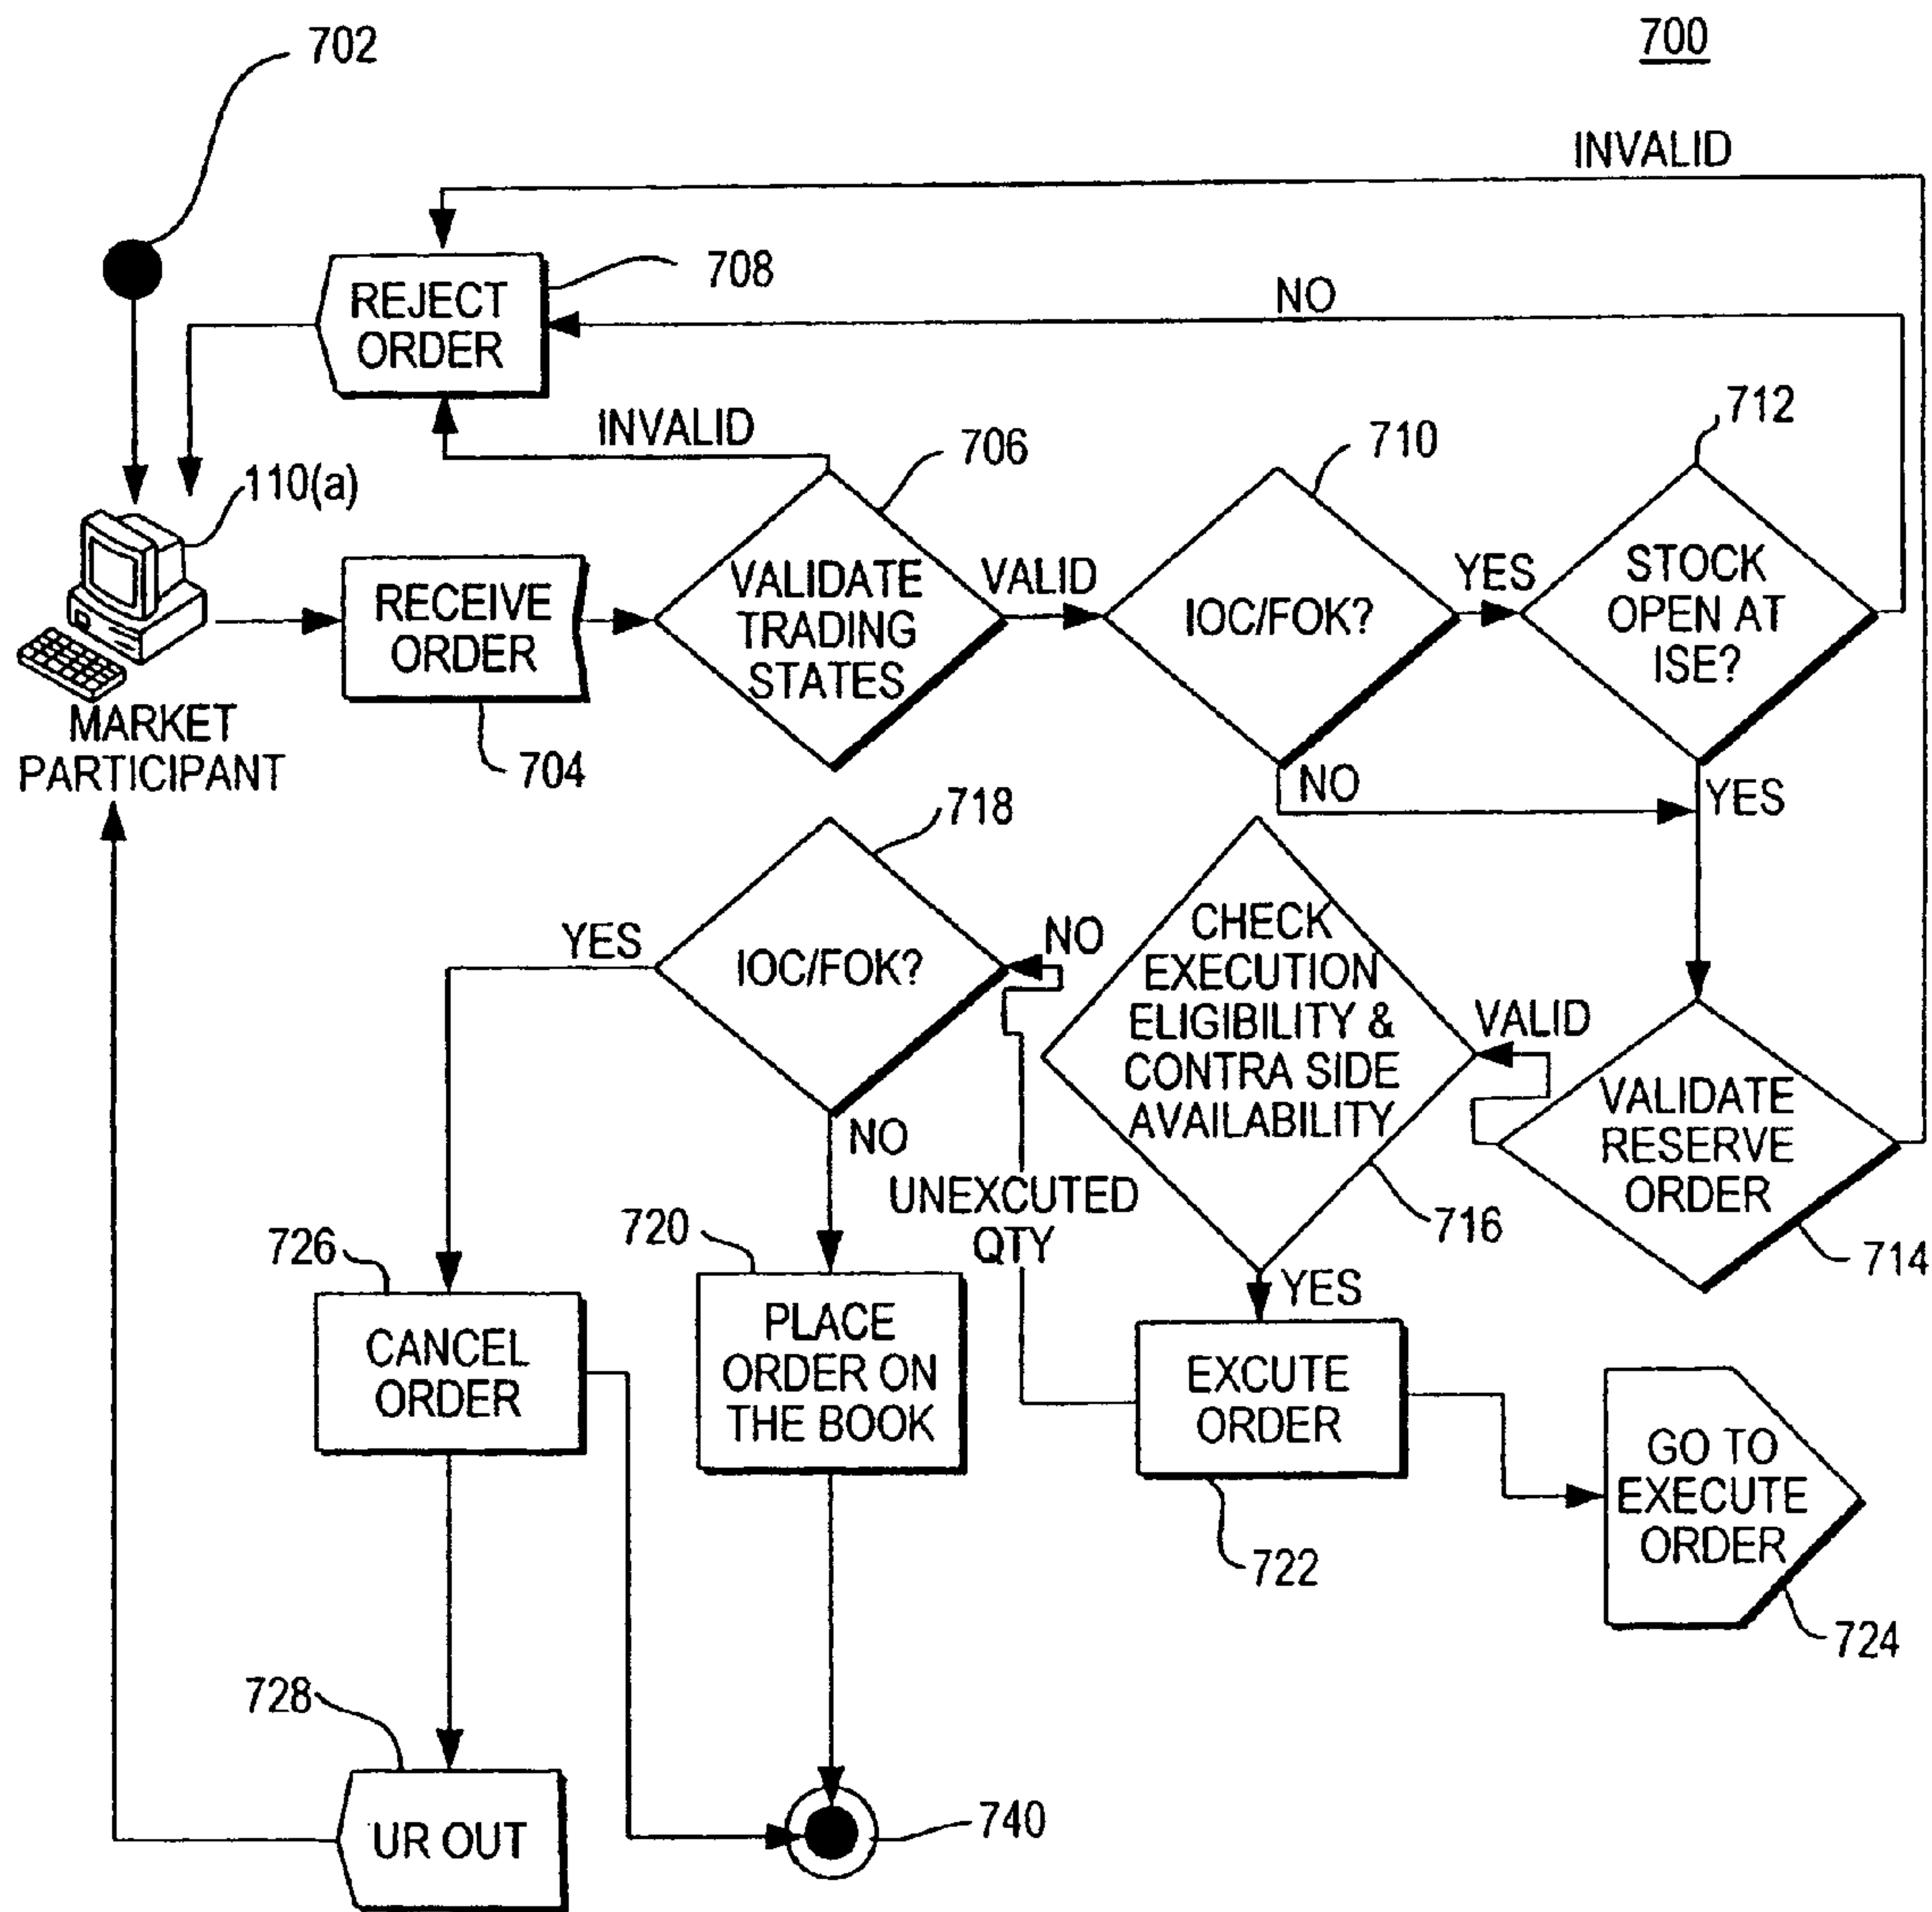 702
700
INVALID
708
REJECT
ORDER
NO
INVALID
706
710
712
110(a)
RECEIVE
ORDER
VALIDATE
TRADING
STATES
VALID
IOC/FOK?
YES
STOCK
OPEN AT
ISE?
MARKET
PARTICIPANT
704
NO
YES
718
YES
IOC/FOK?
NO
CHECK
EXECUTION
ELIGIBILITY &
CONTRA SIDE
AVAILABILITY
VALID
VALIDATE
RESERVE
ORDER
NO
UNEXCUTED
QTY
716
714
726
720
YES
CANCEL
ORDER
PLACE
ORDER ON
THE BOOK
EXCUTE
ORDER
GO TO
EXECUTE
ORDER
722
724
728
UR OUT
740